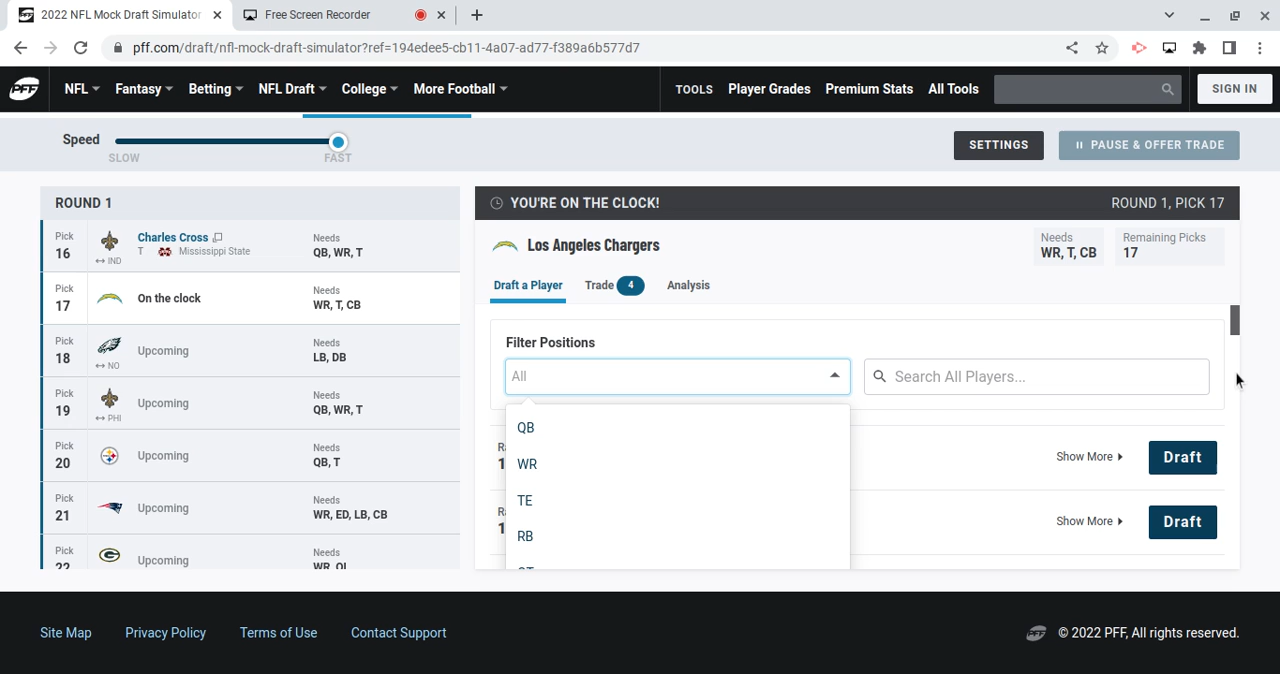 2022 NFL Mock Draft Simulator
Free Screen Recorder
pff.com/draft/nfl-mock-draft-simulator?ref=194edee5-cb11-4a07-ad77-f389a6b577d7
PFF NFL Fantasy Betting NFL Draft College More Football TOOLS Player Grades Premium Stats All Tools SIGN IN
Speed
SLOW FAST
SETTINGS
PAUSE & OFFER TRADE
ROUND 1
Pick 16
IND
Charles Cross
T Mississippi State
Needs
QB, WR, T
Pick 17
On the clock
Needs
WR, T, CB
Pick 18
NO
Upcoming
Needs
LB, DB
Pick 19
PHI
Upcoming
Needs
QB, WR, T
Pick 20
Upcoming
Needs
QB, T
Pick 21
Upcoming
Needs
WR, ED, LB, CB
Pick 22
Upcoming
Needs
WR, OL
YOU'RE ON THE CLOCK! ROUND 1, PICK 17
Los Angeles Chargers
Needs
WR, T, CB
Remaining Picks
17
Draft a Player Trade 4 Analysis
Filter Positions
All
Search All Players...
QB
WR
TE
RB
Show More Draft
Show More Draft
Site Map Privacy Policy Terms of Use Contact Support
PFF © 2022 PFF, All rights reserved.